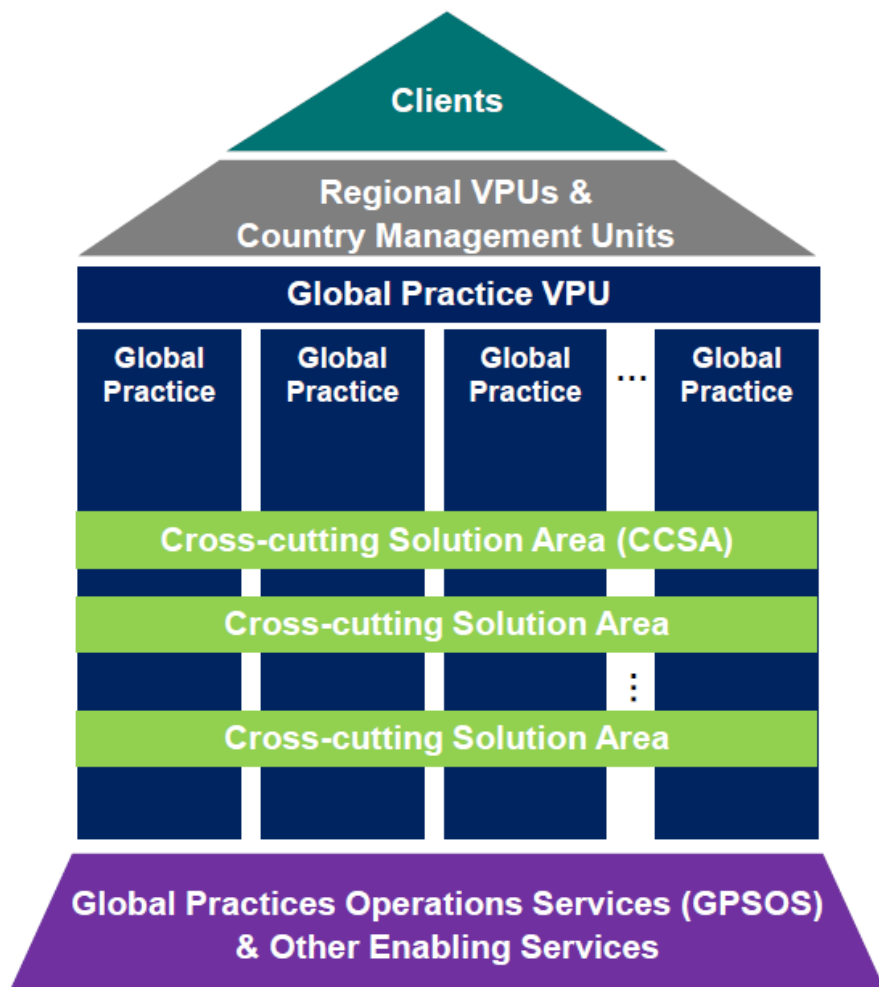 Clients
Regional VPUs &
Country Management Units
Global Practice VPU
Global
Practice
Global
Practice
Global
Practice
...
Global
Practice
Cross-cutting Solution Area (CCSA)
Cross-cutting Solution Area
...
Cross-cutting Solution Area
Global Practices Operations Services (GPSOS)
& Other Enabling Services